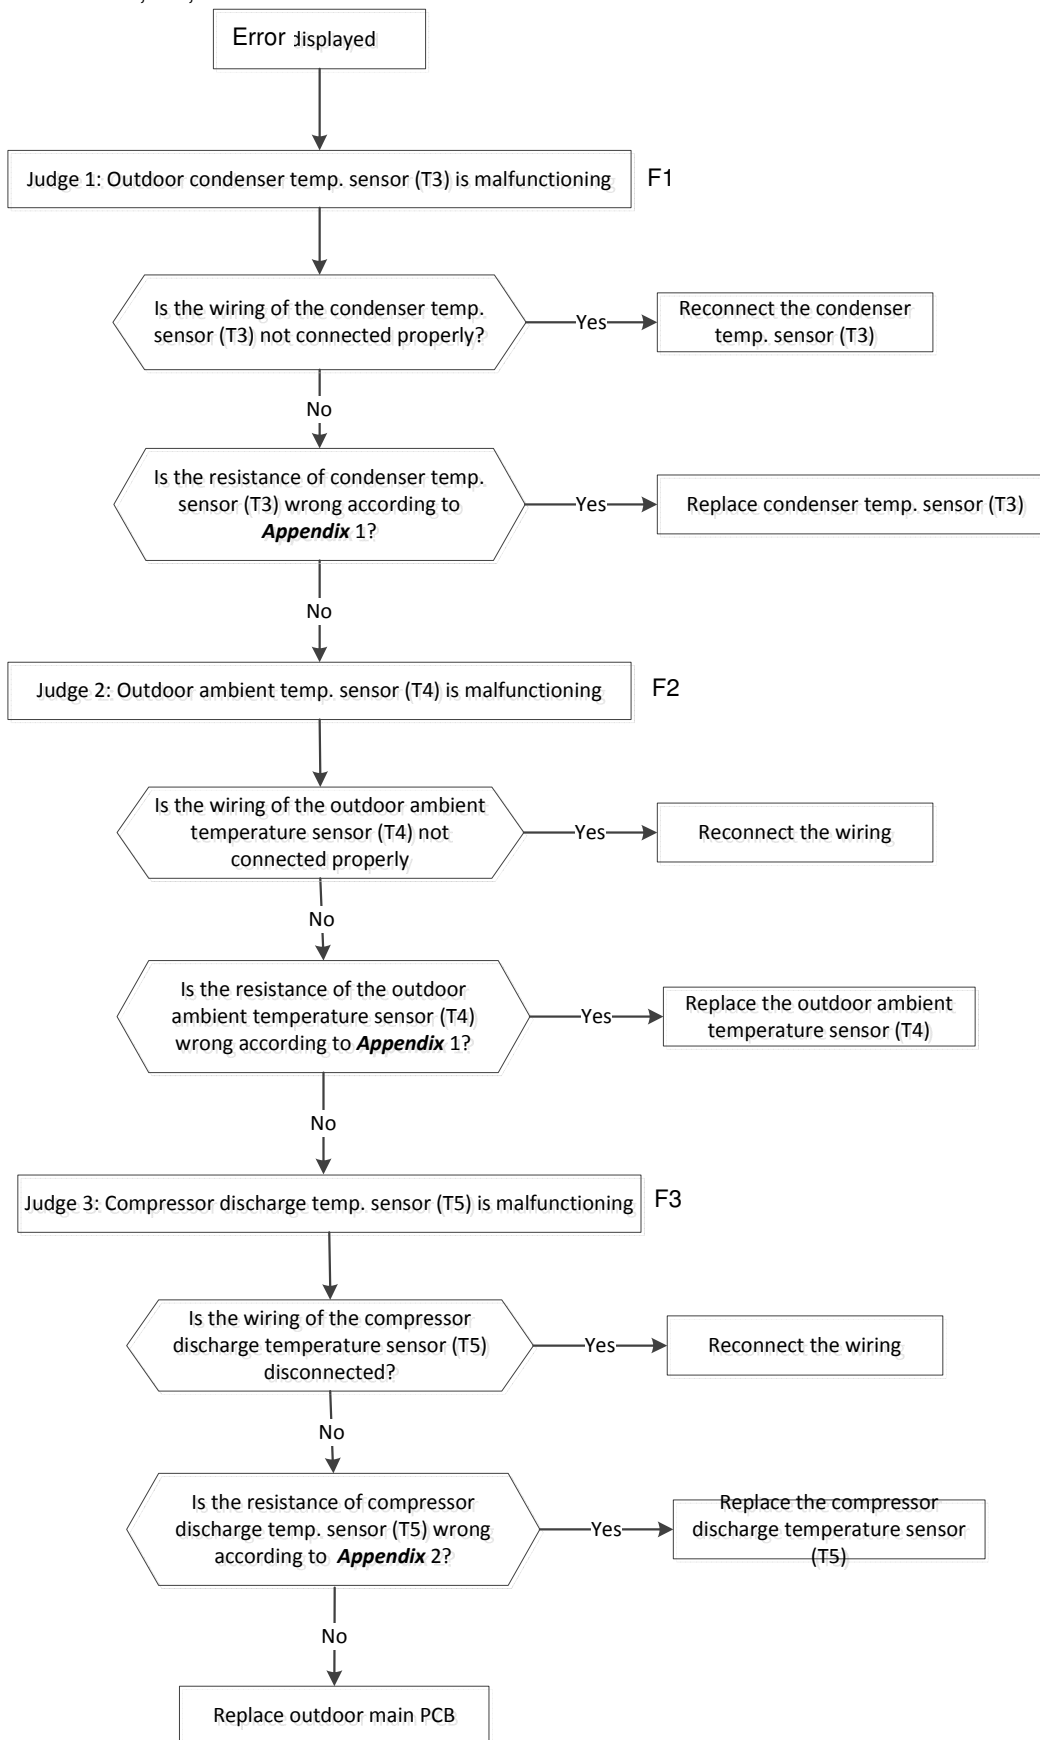 Error displayed
Judge 1: Outdoor condenser temp. sensor (T3) is malfunctioning
F1
Is the wiring of the condenser temp.
sensor (T3) not connected properly?
Yes
Reconnect the condenser
temp. sensor (T3)
No
Is the resistance of condenser temp.
sensor (T3) wrong according to
Appendix 1?
Yes
Replace condenser temp. sensor (T3)
No
Judge 2: Outdoor ambient temp. sensor (T4) is malfunctioning
F2
Is the wiring of the outdoor ambient
temperature sensor (T4) not
connected properly
Yes
Reconnect the wiring
No
Is the resistance of the outdoor
ambient temperature sensor (T4)
wrong according to Appendix 1?
Yes
Replace the outdoor ambient
temperature sensor (T4)
No
Judge 3: Compressor discharge temp. sensor (T5) is malfunctioning
F3
Is the wiring of the compressor
discharge temperature sensor (T5)
disconnected?
Yes
Reconnect the wiring
No
Is the resistance of compressor
discharge temp. sensor (T5) wrong
according to Appendix 2?
Yes
Replace the compressor
discharge temperature sensor
(T5)
No
Replace outdoor main PCB